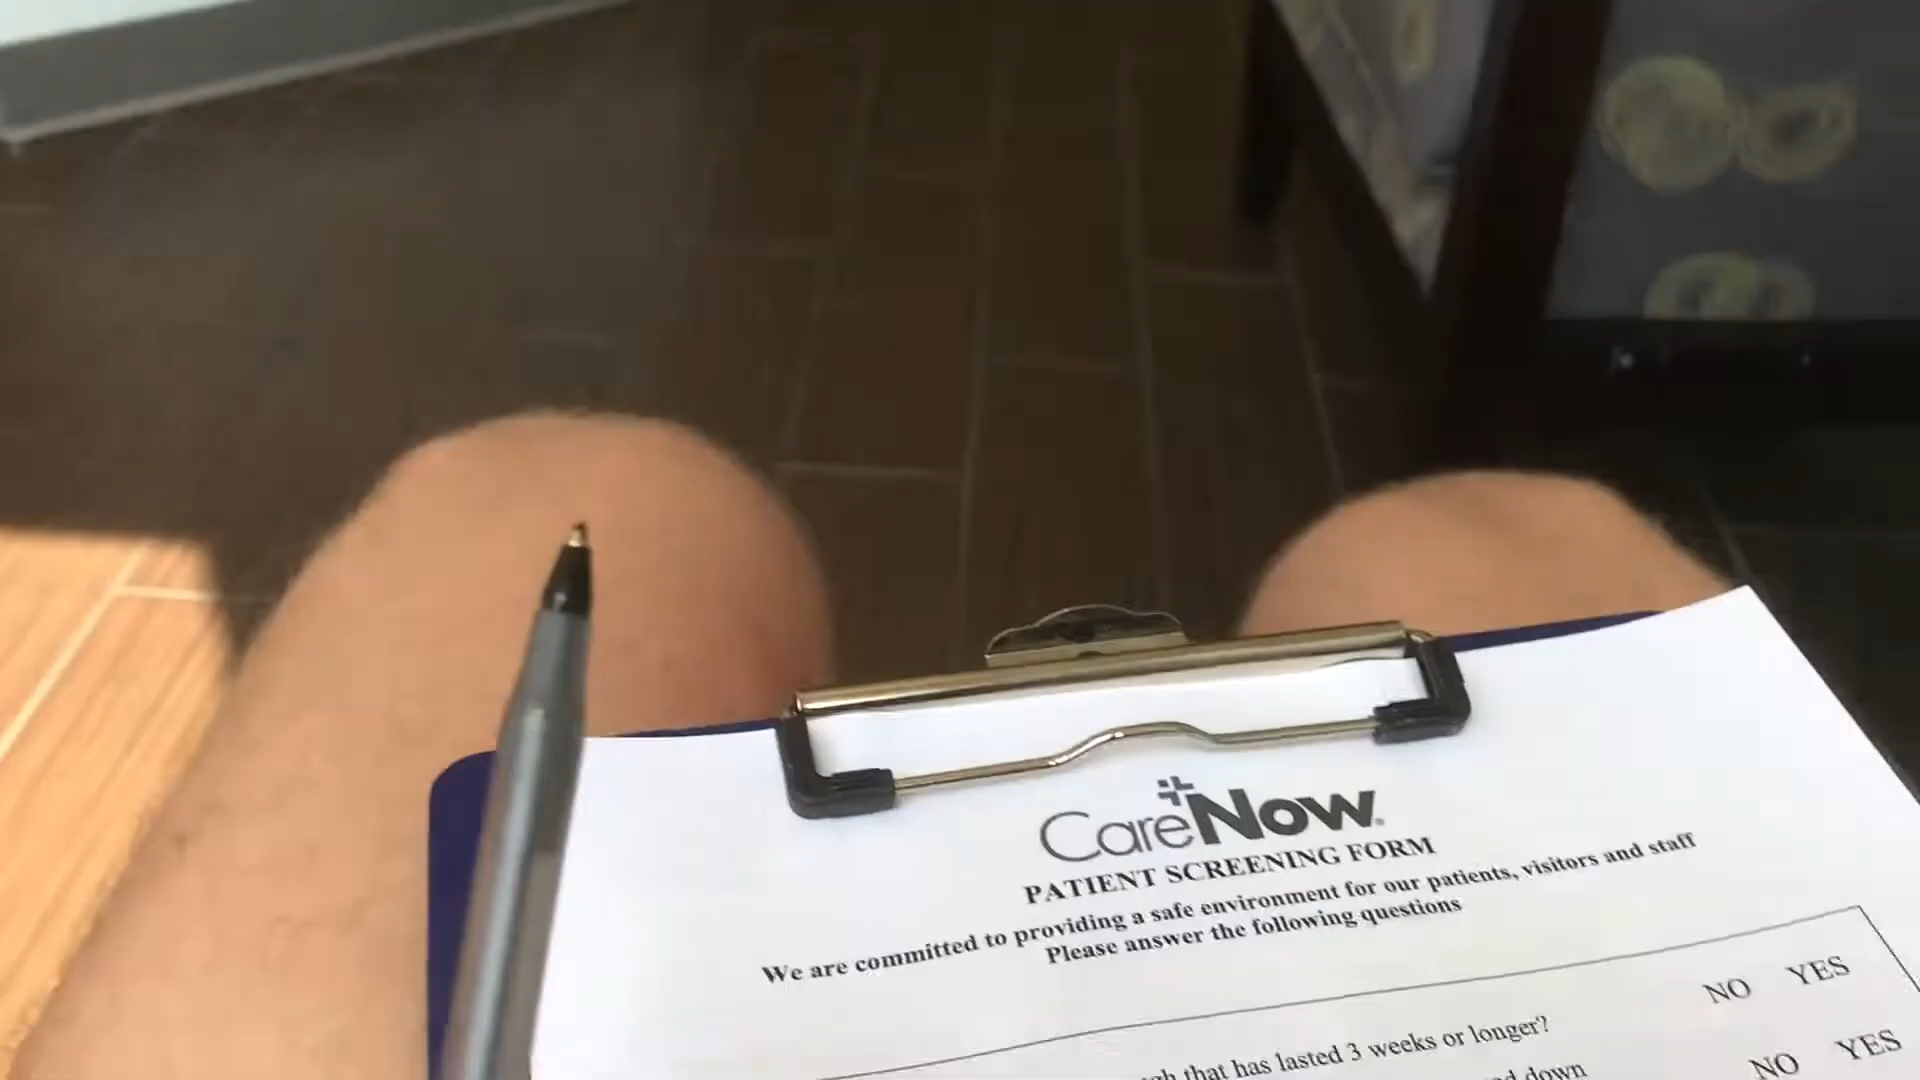 CareNow
PATIENT SCREENING FORM
We are committed to providing a safe environment for our patients, visitors and staff
Please answer the following questions
NO YES
that has lasted 3 weeks or longer?
NO YES
down